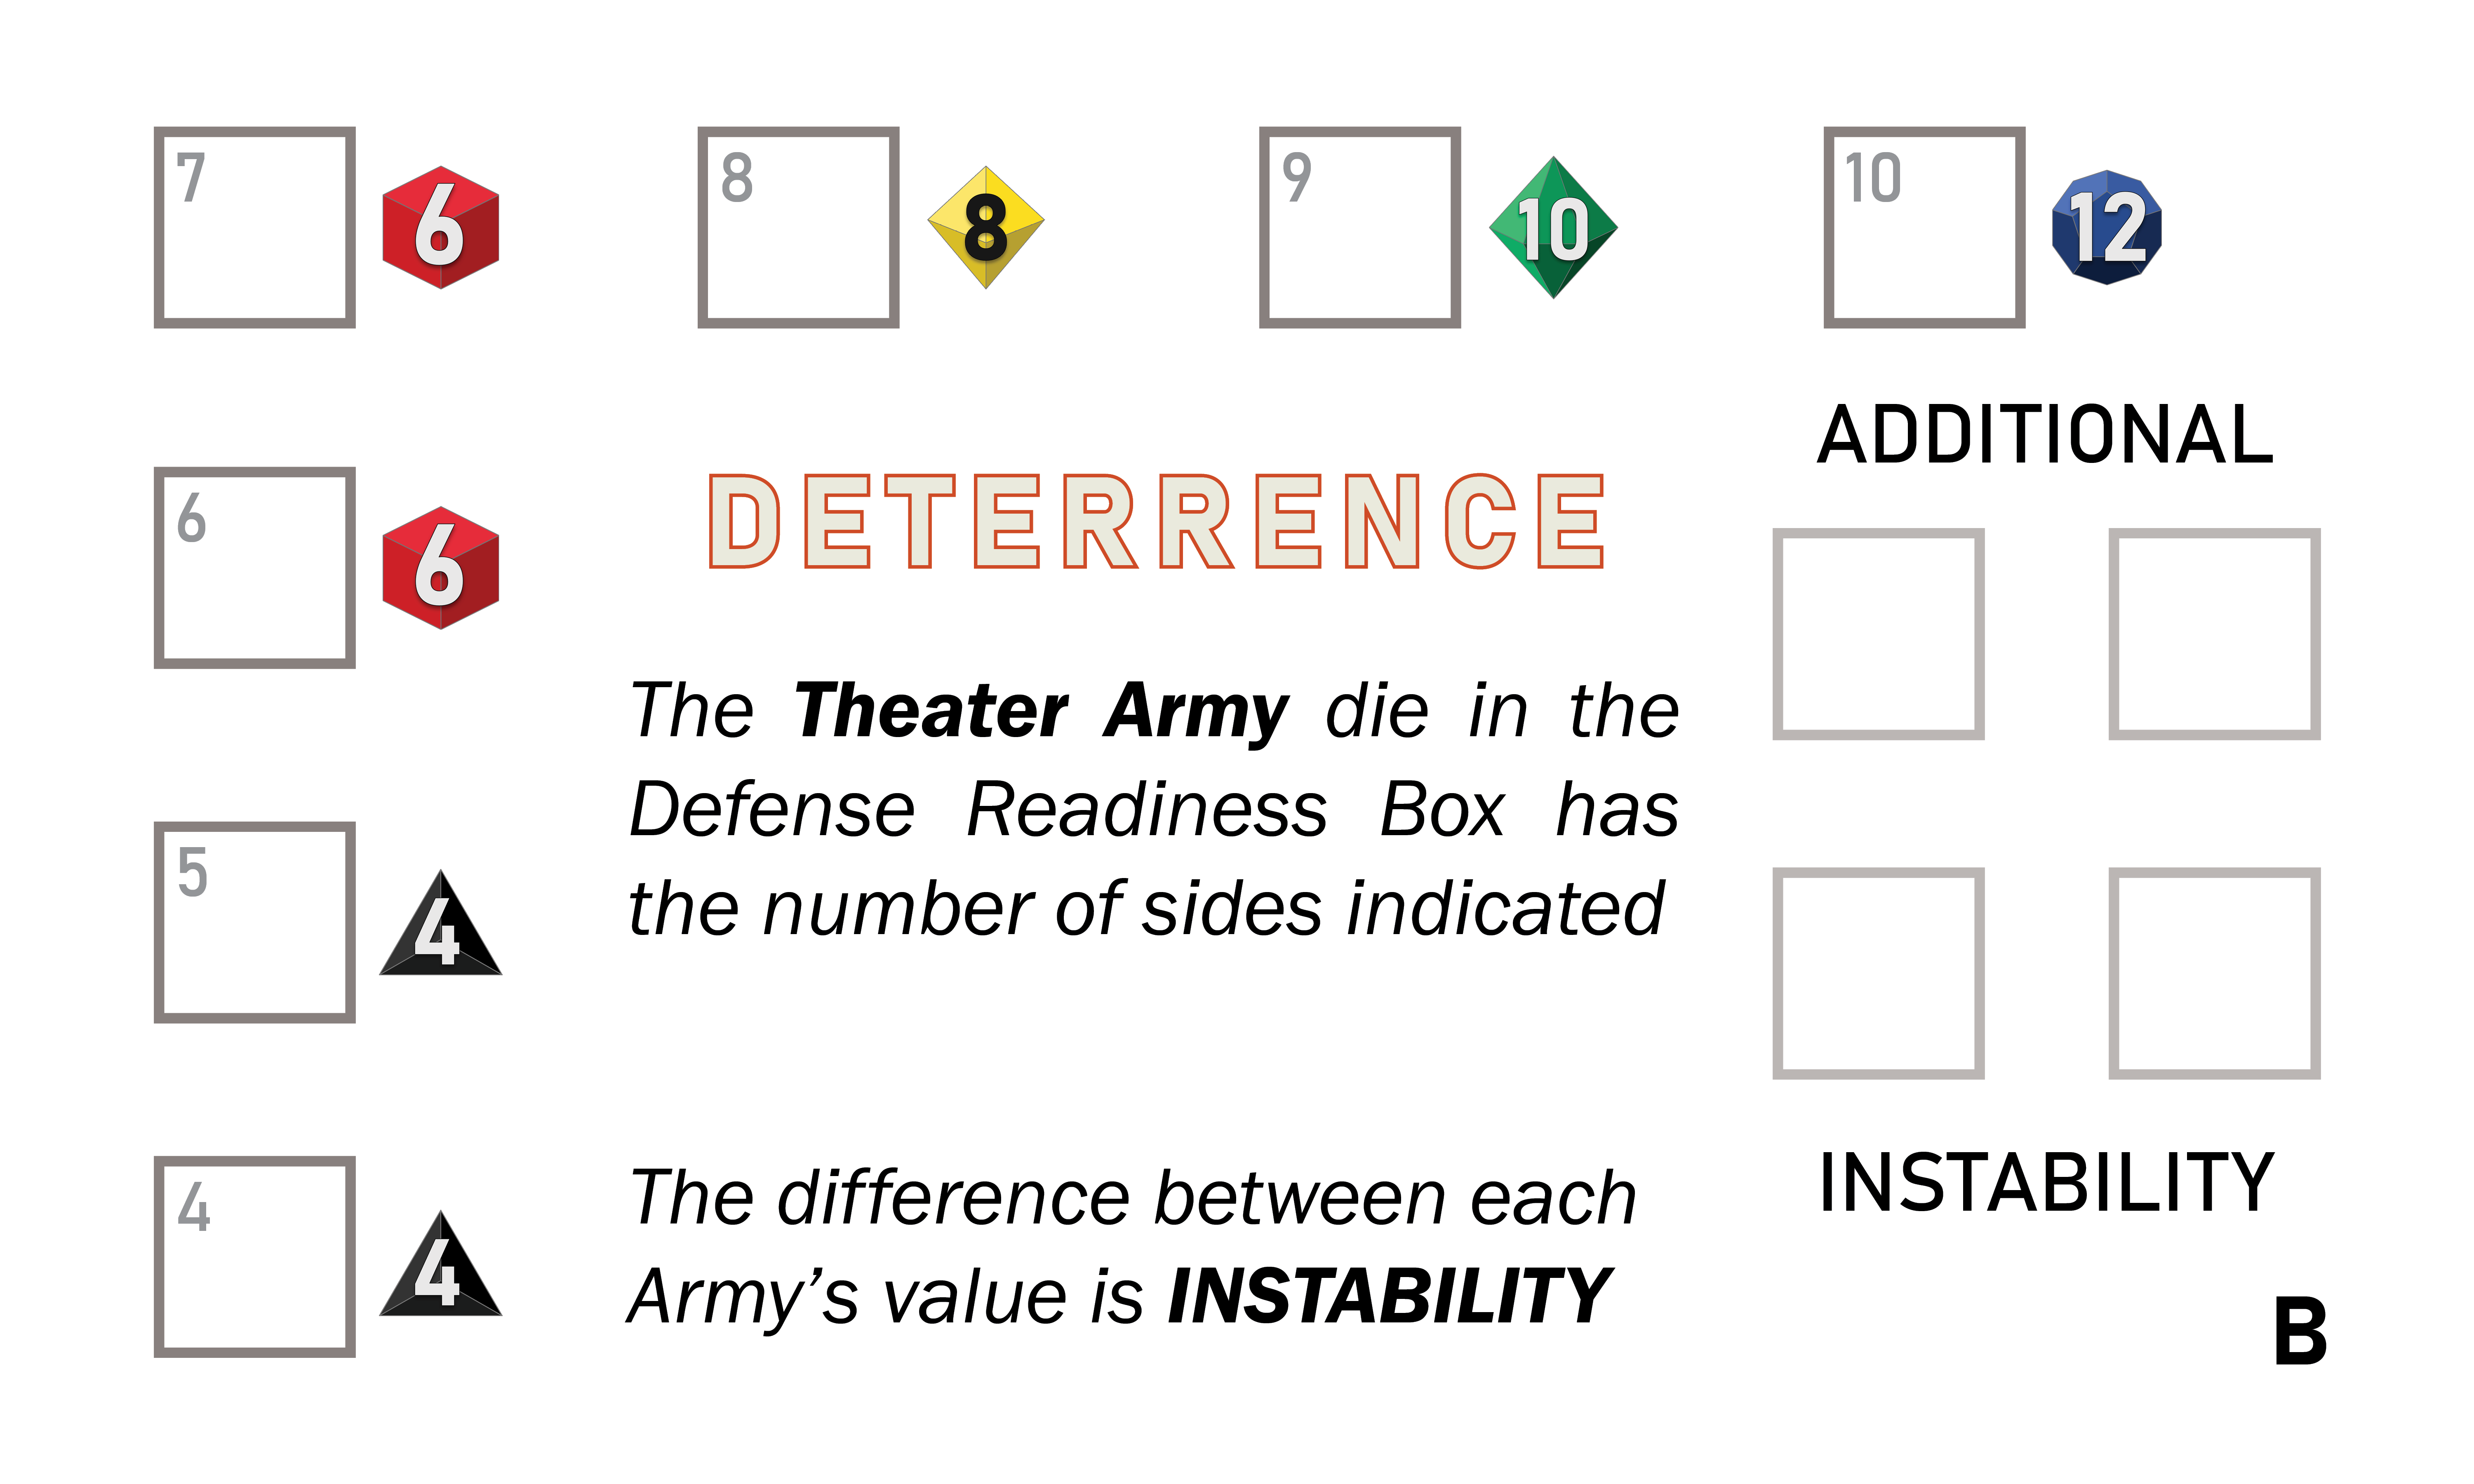 7 6
8 8
9 10
10 12
ADDITIONAL
6 6
DETERRENCE
The Theater Army die in the
Defense Readiness Box has
the number of sides indicated
5 4
4 4
The difference between each
Army’s value is INSTABILITY
INSTABILITY
B